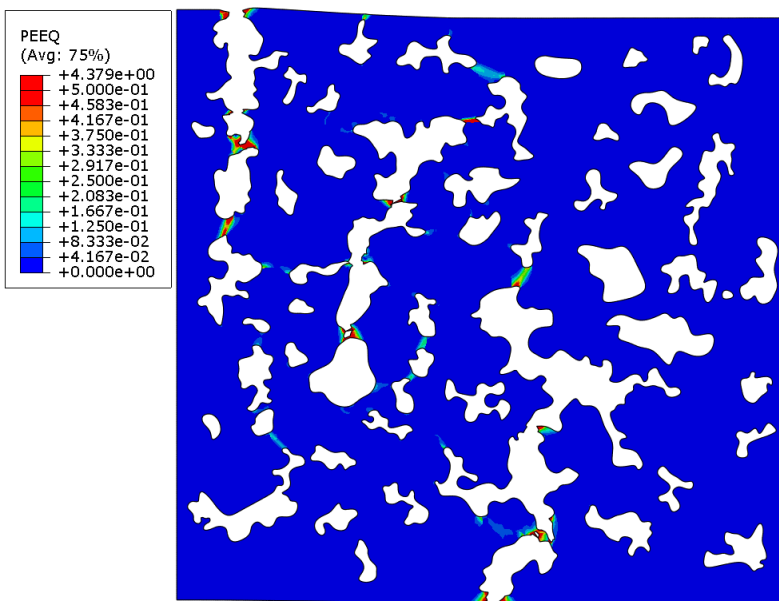 PEEQ
(Avg: 75%)
+4.379e+00
+5.000e-01
+4.583e-01
+4.167e-01
+3.750e-01
+3.333e-01
+2.917e-01
+2.500e-01
+2.083e-01
+1.667e-01
+1.250e-01
+8.333e-02
+4.167e-02
+0.000e+00